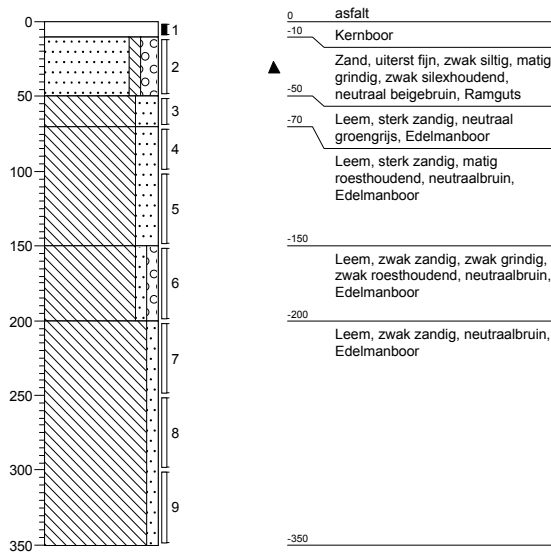 0
50
100
150
200
250
300
350
1
2
3
4
5
6
7
8
9
0 asfalt
-10 Kernboor
Zand, uiterst fijn, zwak siltig, matig
grindig, zwak silexhoudend,
neutraal beigebruin, Ramguts
-50
Leem, sterk zandig, neutraal
groengrijs, Edelmanboor
-70
Leem, sterk zandig, matig
roesthoudend, neutraalbruin,
Edelmanboor
-150
Leem, zwak zandig, zwak grindig,
zwak roesthoudend, neutraalbruin,
Edelmanboor
-200
Leem, zwak zandig, neutraalbruin,
Edelmanboor
-350